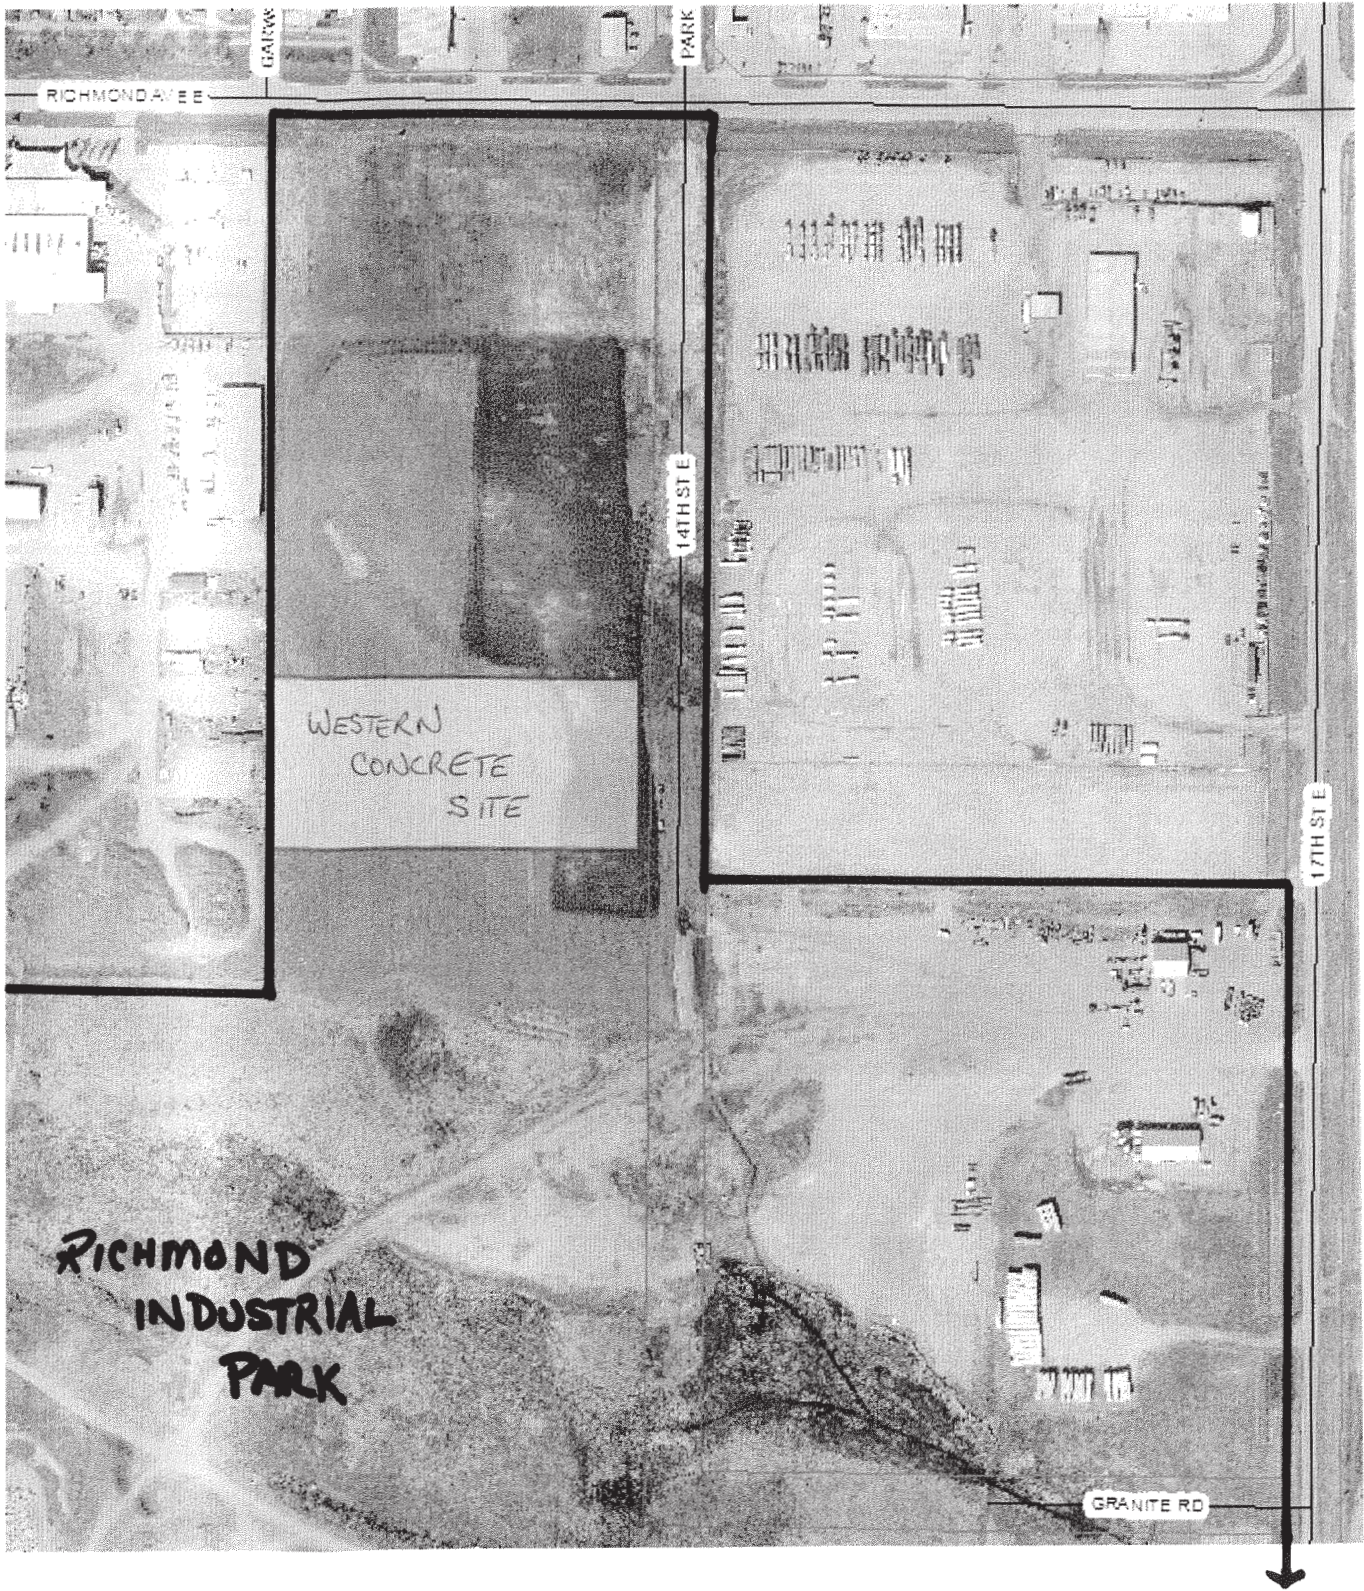 PARK
RICHMOND AVE E
14TH ST E
WESTERN
CONCRETE
SITE
17TH ST E
RICHMOND
INDUSTRIAL
PARK
GRANITE RD